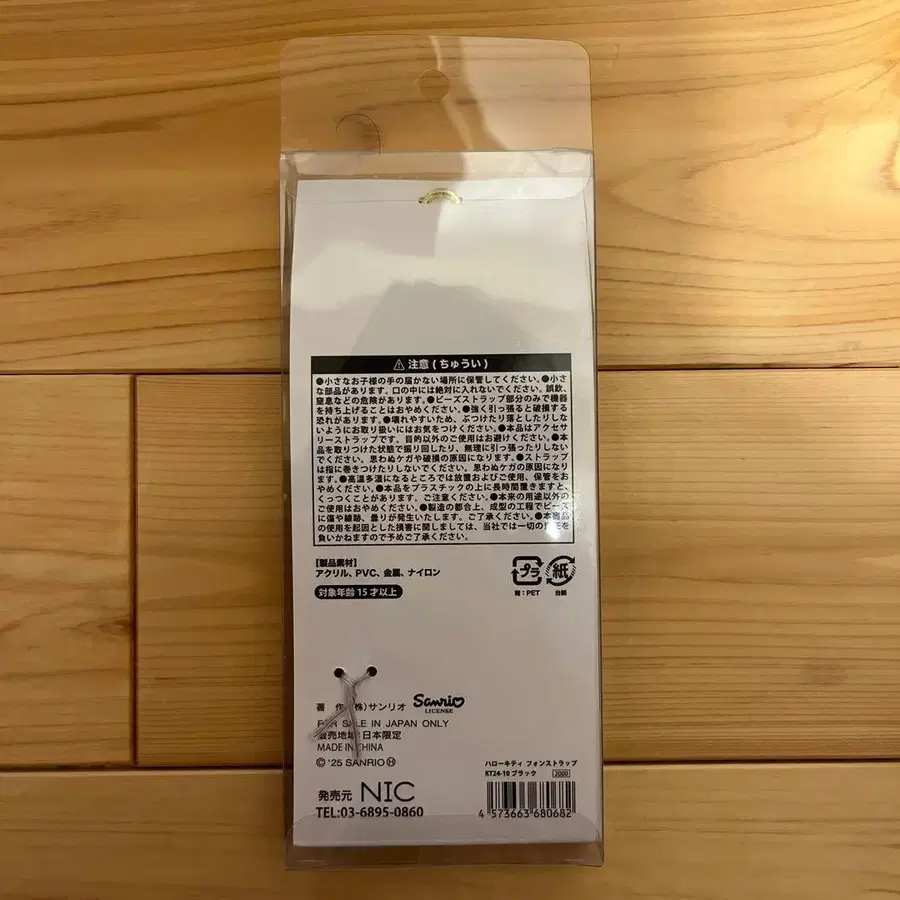 ⚠ 注意 ( ちゅうい )
●小さなお子様の手の届かない場所に保管してください。●小さ
な部品があります。口の中には絶対に入れないでください。誤飲、
窒息などの危険があります。●ビーズストラップ部分のみで機器
を持ち上げることはおやめください。●強く引っ張ると破損する
恐れがあります。●壊れやすいため、ぶつけたり落としたりしな
いようにお取り扱いにはお気をつけください。●本品はアクセサ
リーストラップです。目的以外のご使用はお避けください。●本
品を取りつけた状態で振り回したり、無理に引っ張ったりしない
でください。思わぬケガや破損の原因になります。●ストラップ
は指に巻きつけたりしないでください。思わぬケガの原因になりま
す。●高温多湿になるところでは放置およびご使用、保管をお
やめください。●本品をプラスチックの上に長時間置きますと、
くっつくことがあります。ご注意ください。●本来の用途以外の
ご使用はおやめください。●製造の都合上、成型の工程でビーズ
に傷や線跡、曇りが発生いたします。ご了承ください。●本商品
の使用を起因とした損害に関しましては、当社では一切の責任を
負いかねますので予めご了承ください。
【製品素材】
アクリル、PVC、金属、ナイロン
対象年齢 15 才以上
プラ 紙
箱：PET 台紙
著 作 (株) サンリオ Sanrio LICENSE
FOR SALE IN JAPAN ONLY
販売地域：日本限定
MADE IN CHINA
© '25 SANRIO Ⓗ
発売元 NIC
TEL:03-6895-0860
ハローキティ フォンストラップ
KT24-10 ブラック 2000
4 573663 680682